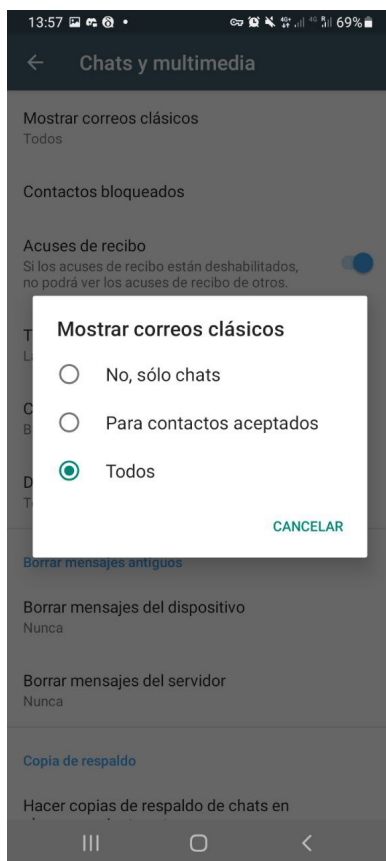 13:57 69%
Chats y multimedia
Mostrar correos clásicos
Todos
Contactos bloqueados
Acuses de recibo
Si los acuses de recibo están deshabilitados,
no podrá ver los acuses de recibo de otros.
Mostrar correos clásicos
No, sólo chats
Para contactos aceptados
Todos
CANCELAR
Borrar mensajes antiguos
Borrar mensajes del dispositivo
Nunca
Borrar mensajes del servidor
Nunca
Copia de respaldo
Hacer copias de respaldo de chats en